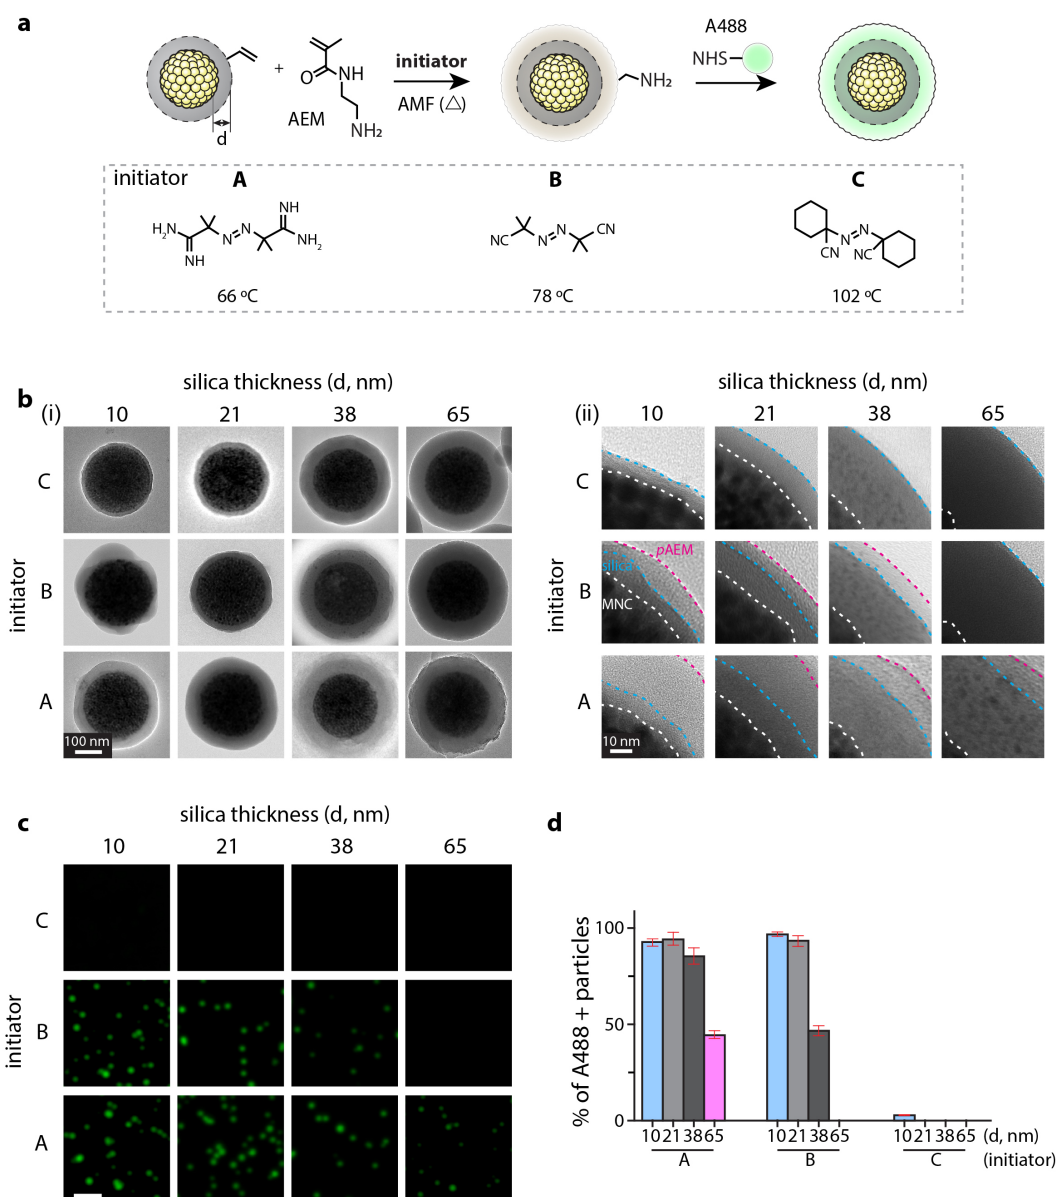 a
A488
NHS
+
O
NH
NH₂
AEM
d
initiator
AMF (△)
NH₂
initiator
A
B
C
H₂N
NH
N=N
NH
NH₂
NC
N=N
CN
N=N
CN
NC
66 ºC
78 ºC
102 ºC
b
silica thickness (d, nm)
(i)
10
21
38
65
C
B
A
initiator
100 nm
silica thickness (d, nm)
(ii)
10
21
38
65
C
B
A
initiator
pAEM
silica
MNC
10 nm
c
silica thickness (d, nm)
10
21
38
65
C
B
A
initiator
d
% of A488 + particles
100
50
0
10 21 38 65
10 21 38 65
10 21 38 65
(d, nm)
A
B
C
(initiator)